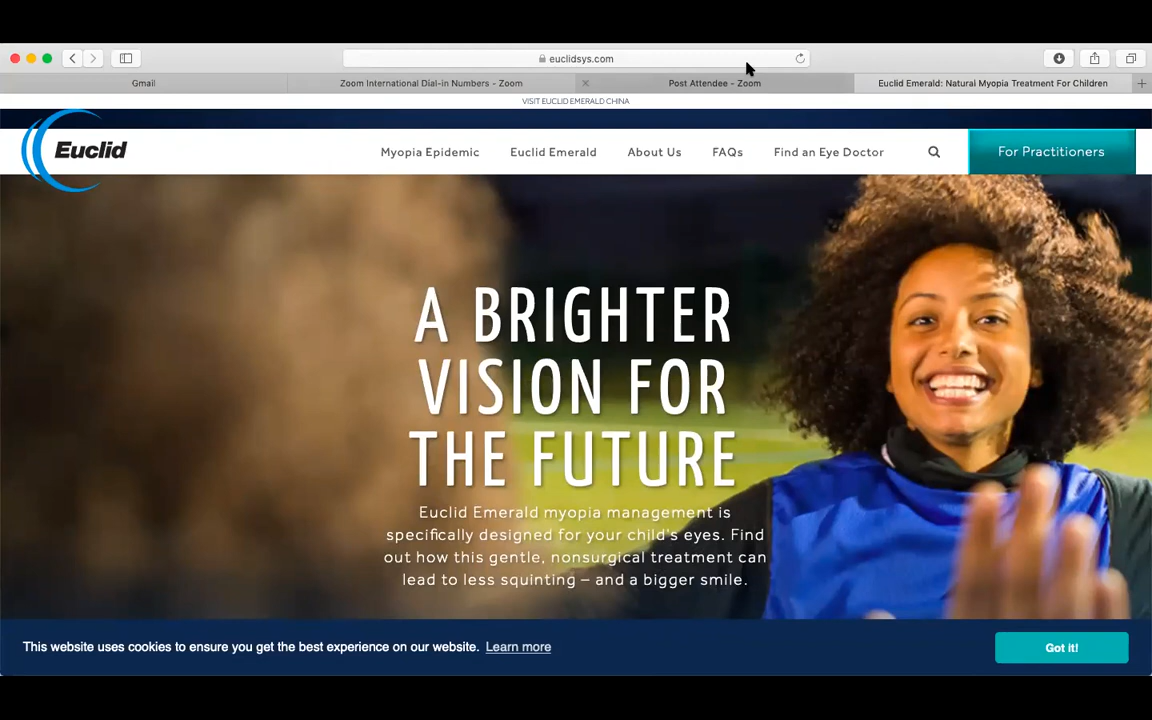 euclidsys.com
Gmail
Zoom International Dial-in Numbers - Zoom
Post Attendee - Zoom
Euclid Emerald: Natural Myopia Treatment For Children
VISIT EUCLID EMERALD CHINA
Euclid
Myopia Epidemic
Euclid Emerald
About Us
FAQs
Find an Eye Doctor
For Practitioners
A BRIGHTER
VISION FOR
THE FUTURE
Euclid Emerald myopia management is
specifically designed for your child's eyes. Find
out how this gentle, nonsurgical treatment can
lead to less squinting – and a bigger smile.
This website uses cookies to ensure you get the best experience on our website. Learn more
Got it!